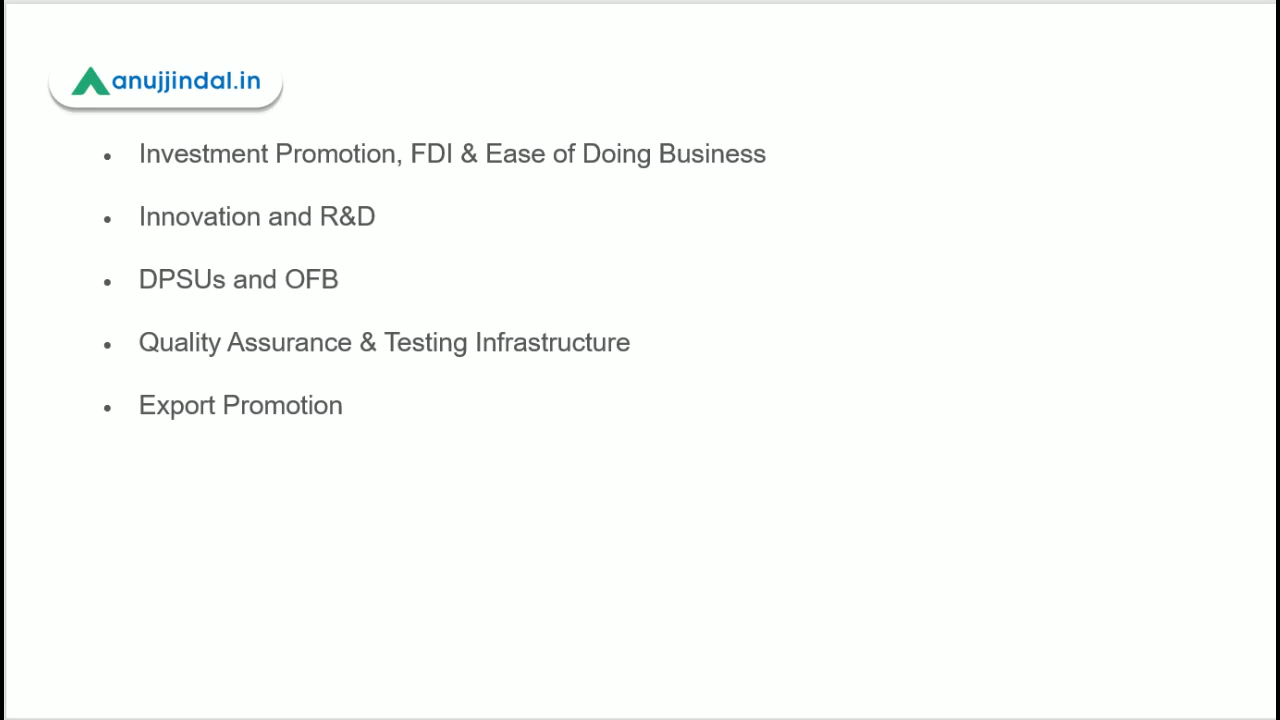 anujjindal.in
• Investment Promotion, FDI & Ease of Doing Business
• Innovation and R&D
• DPSUs and OFB
• Quality Assurance & Testing Infrastructure
• Export Promotion